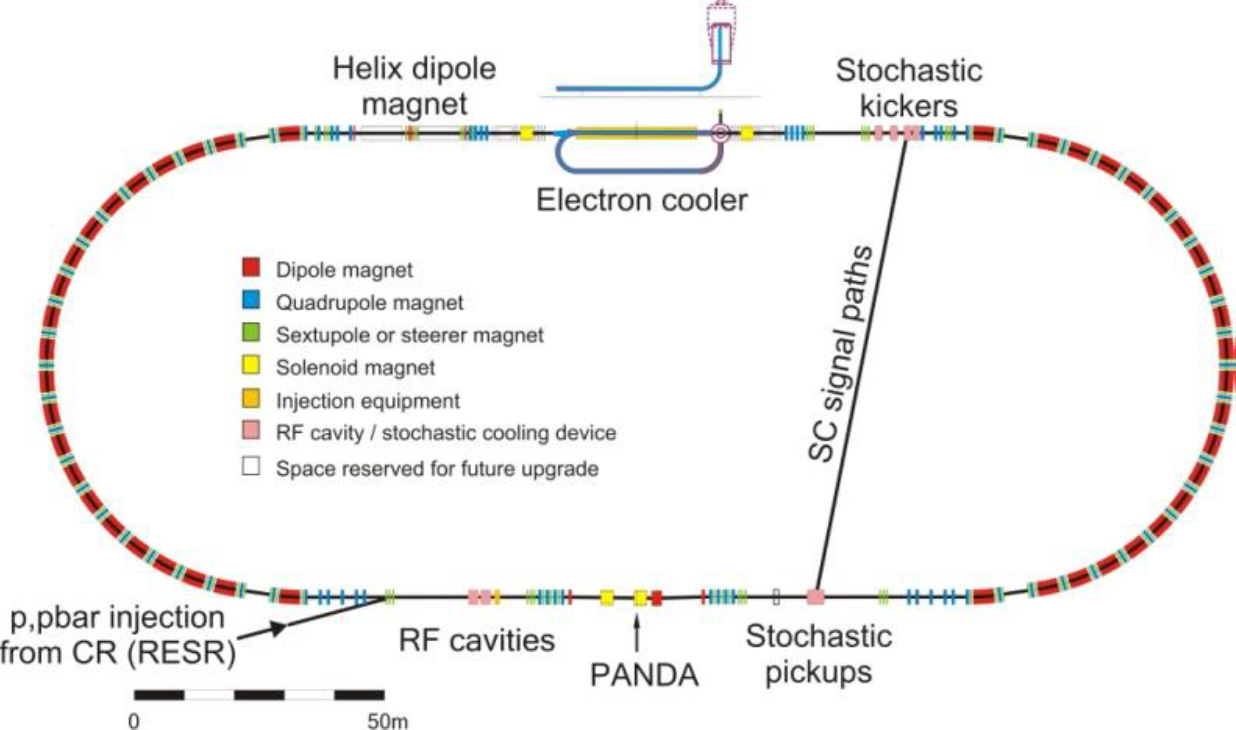 Helix dipole
magnet
Stochastic
kickers
Electron cooler
Dipole magnet
Quadrupole magnet
Sextupole or steerer magnet
Solenoid magnet
Injection equipment
RF cavity / stochastic cooling device
Space reserved for future upgrade
SC signal paths
p,pbar injection
from CR (RESR)
RF cavities
PANDA
Stochastic
pickups
0 50m